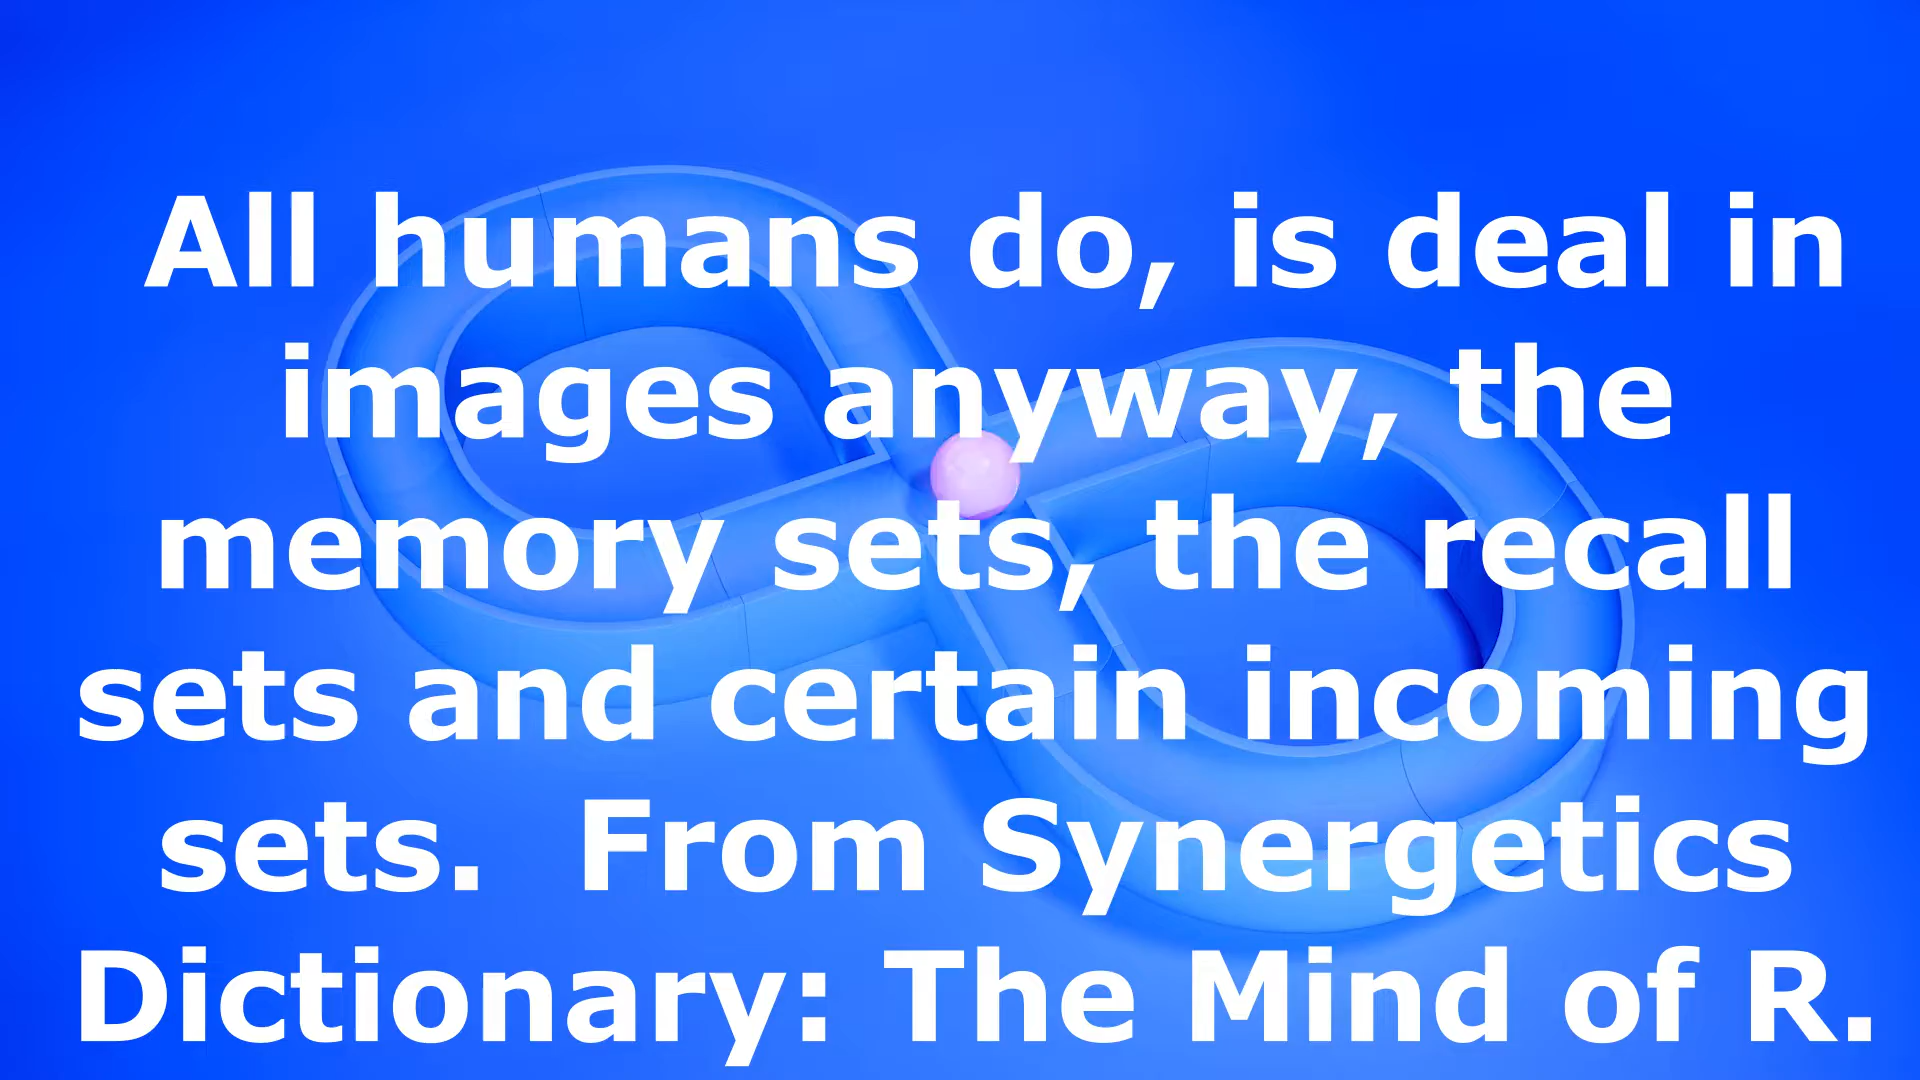 All humans do, is deal in
images anyway, the
memory sets, the recall
sets and certain incoming
sets.  From Synergetics
Dictionary: The Mind of R.